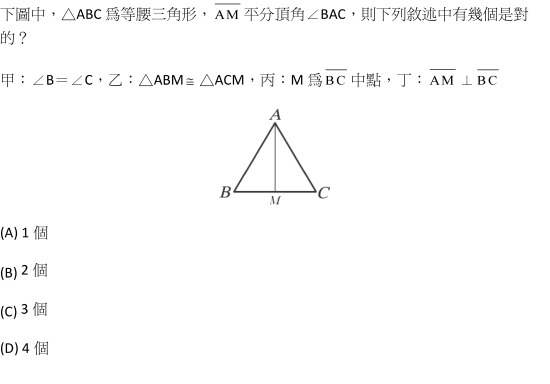 下圖中，△ABC 為等腰三角形，AM 平分頂角∠BAC，則下列敘述中有幾個是對
的？
甲：∠B＝∠C，乙：△ABM≅△ACM，丙：M 為 BC 中點，丁：AM ⊥ BC
A
B
M
C
(A) 1 個
(B) 2 個
(C) 3 個
(D) 4 個